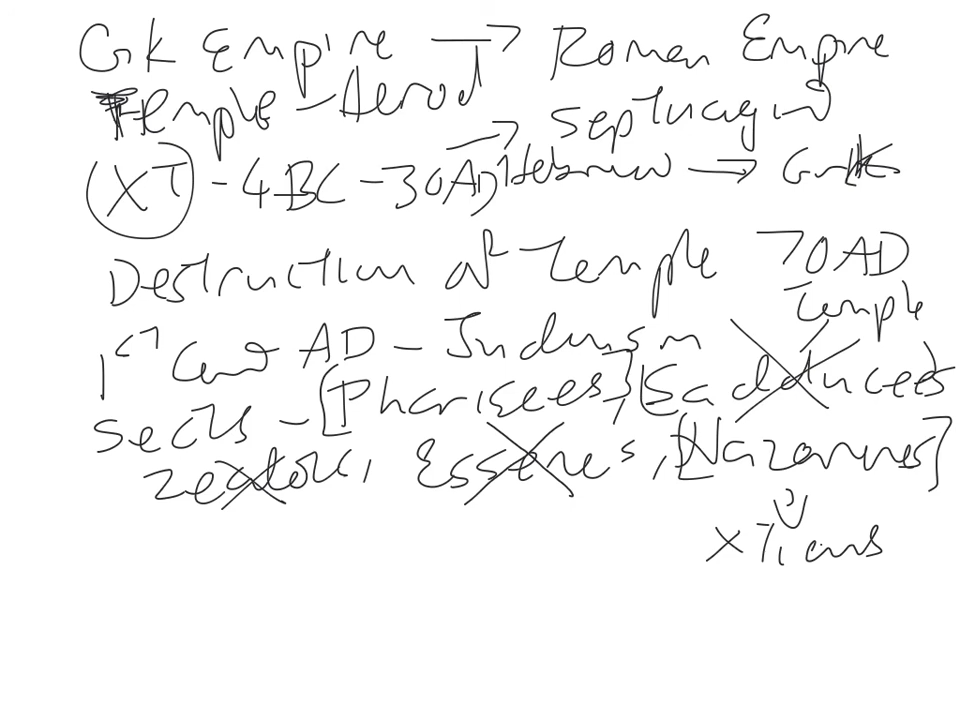 Gk Empire → Roman Empire
Temple - Herod → Septuagint
XT - 4BC - 30AD Hebrew → Grk
Destruction of Temple 70AD
Temple
1st Cent AD - Judaism
sects - [Pharisees], [Sadducees
Zealots, Essenes, [Nazarenes]
XTians